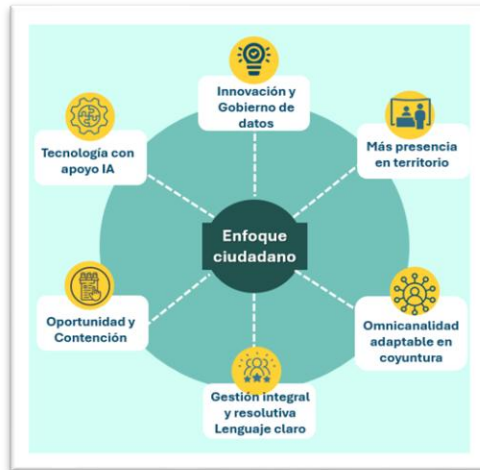 Innovación y
Gobierno de
datos
Tecnología con
apoyo IA
Más presencia
en territorio
Enfoque
ciudadano
Oportunidad y
Contención
Omnicanalidad
adaptable en
coyuntura
Gestión integral
y resolutiva
Lenguaje claro